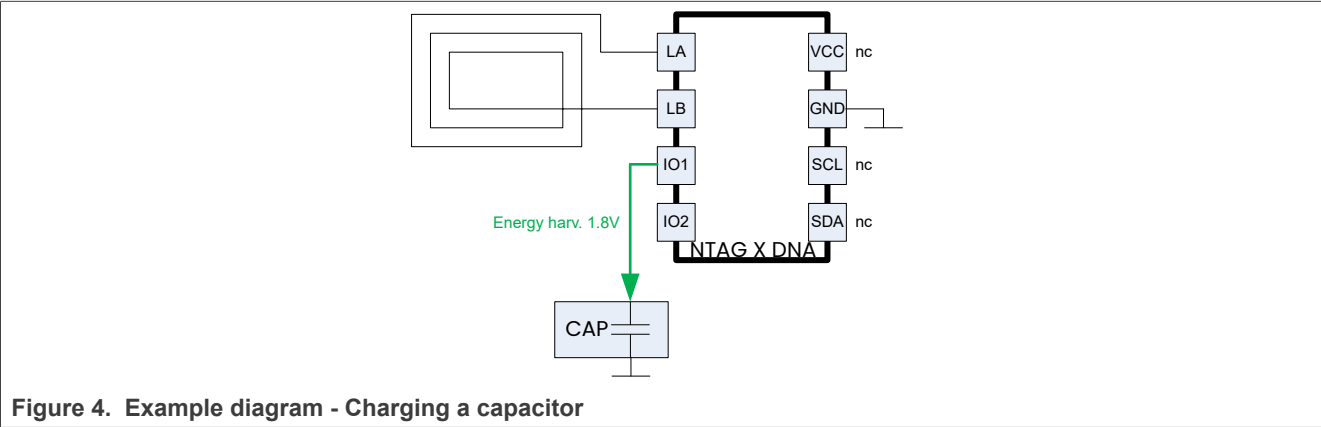 LA
VCC nc
LB
GND
IO1
SCL nc
Energy harv. 1.8V
IO2
SDA nc
NTAG X DNA
CAP
Figure 4. Example diagram - Charging a capacitor